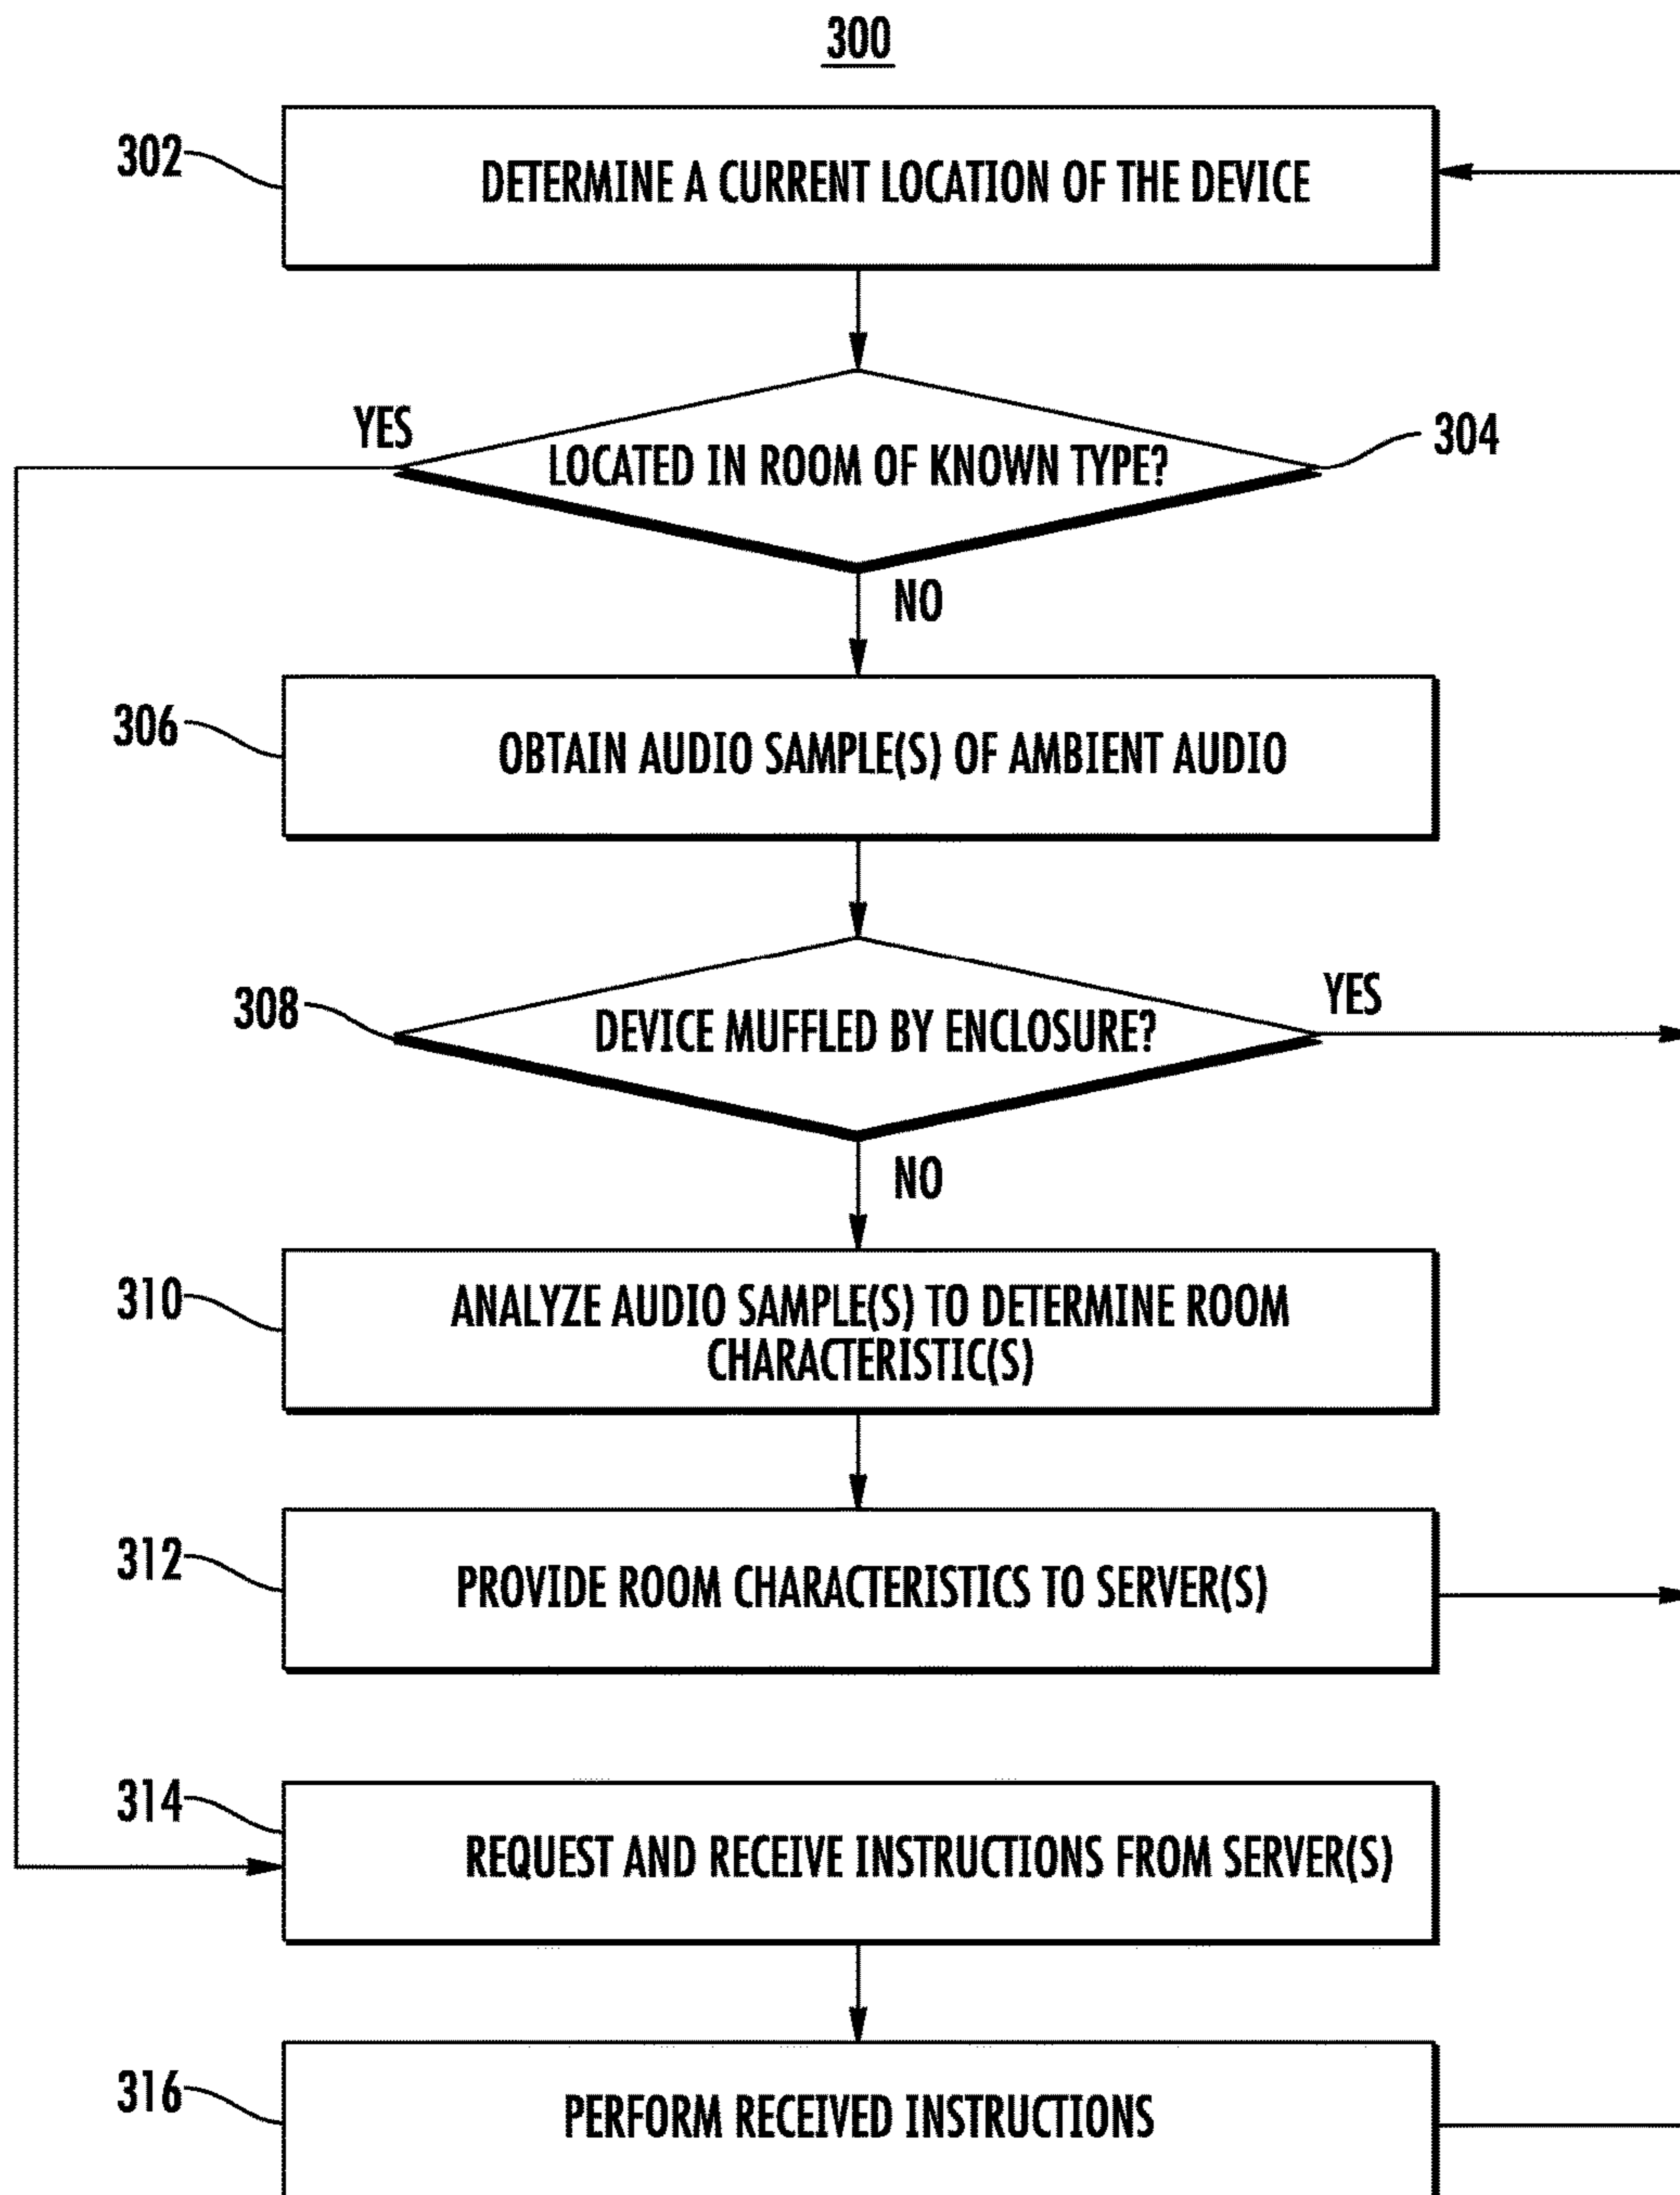 300
302
DETERMINE A CURRENT LOCATION OF THE DEVICE
YES
LOCATED IN ROOM OF KNOWN TYPE?
304
NO
306
OBTAIN AUDIO SAMPLE(S) OF AMBIENT AUDIO
308
DEVICE MUFFLED BY ENCLOSURE?
YES
NO
310
ANALYZE AUDIO SAMPLE(S) TO DETERMINE ROOM
CHARACTERISTIC(S)
312
PROVIDE ROOM CHARACTERISTICS TO SERVER(S)
314
REQUEST AND RECEIVE INSTRUCTIONS FROM SERVER(S)
316
PERFORM RECEIVED INSTRUCTIONS